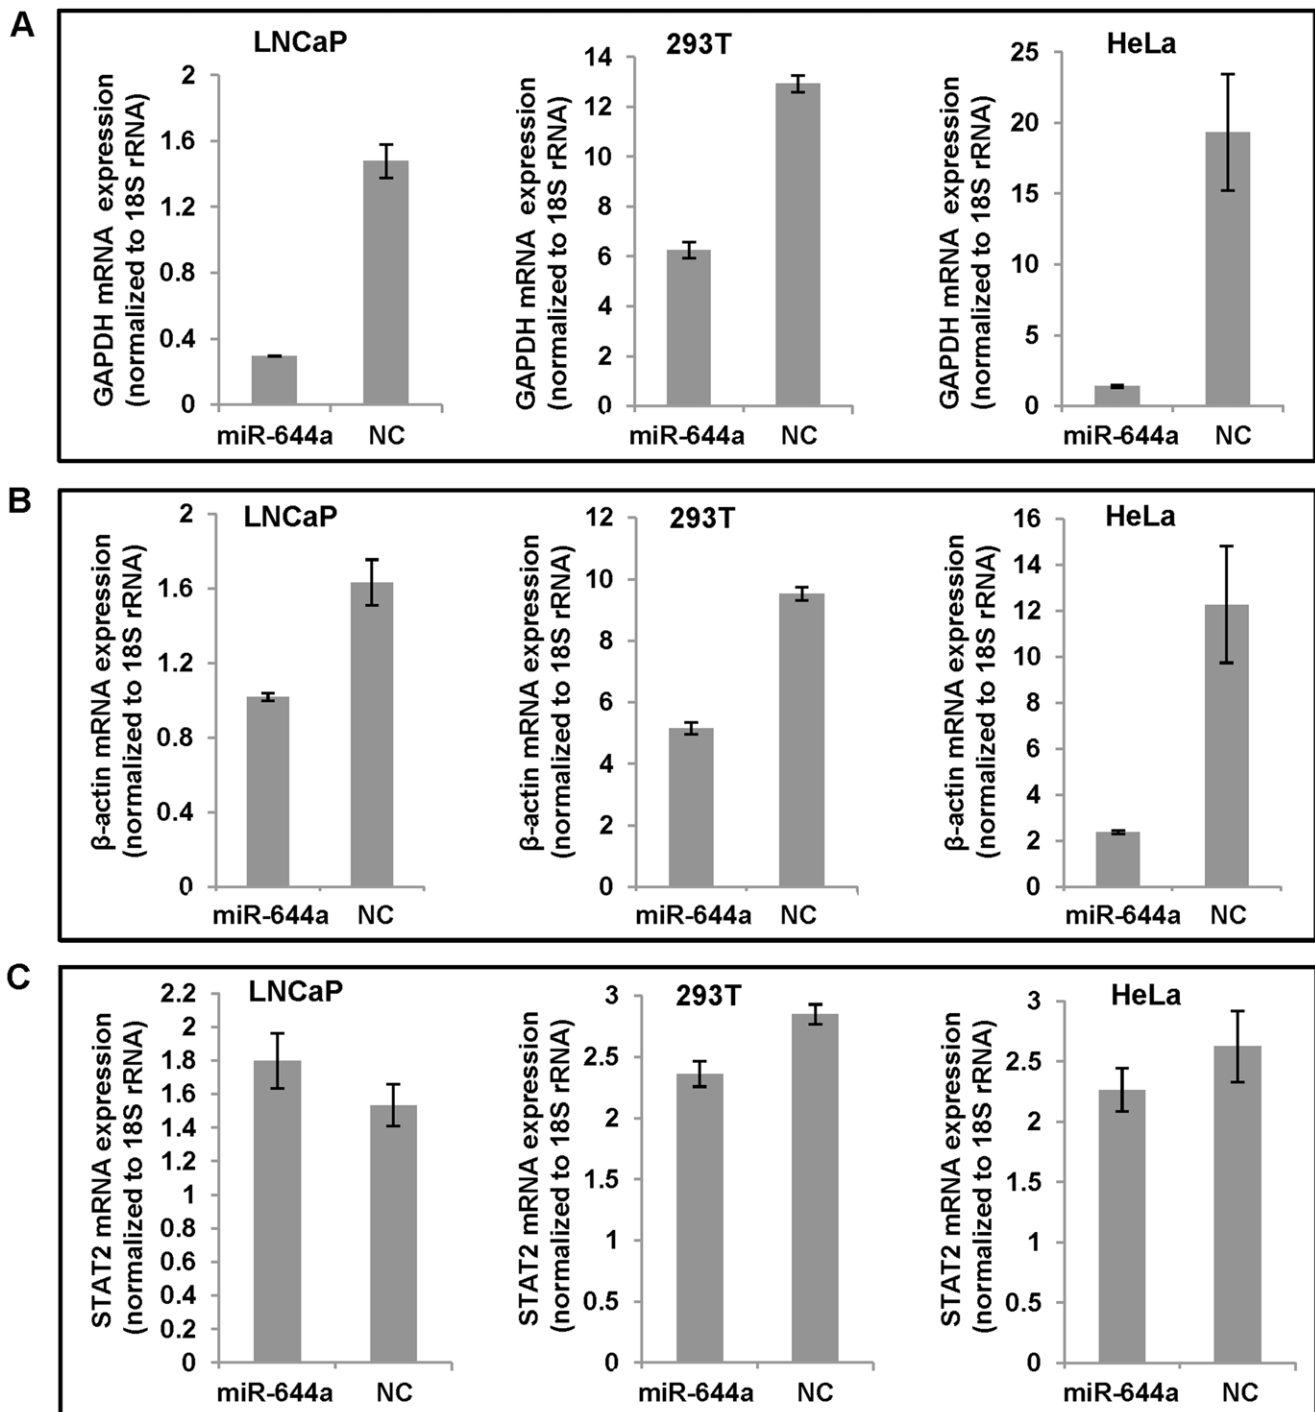 A
LNCaP
GAPDH mRNA expression
(normalized to 18S rRNA)
2
1.6
1.2
0.8
0.4
0
miR-644a NC
293T
GAPDH mRNA expression
(normalized to 18S rRNA)
14
12
10
8
6
4
2
0
miR-644a NC
HeLa
GAPDH mRNA expression
(normalized to 18S rRNA)
25
20
15
10
5
0
miR-644a NC
B
LNCaP
β-actin mRNA expression
(normalized to 18S rRNA)
2
1.6
1.2
0.8
0.4
0
miR-644a NC
293T
β-actin mRNA expression
(normalized to 18S rRNA)
12
10
8
6
4
2
0
miR-644a NC
HeLa
β-actin mRNA expression
(normalized to 18S rRNA)
16
14
12
10
8
6
4
2
0
miR-644a NC
C
LNCaP
STAT2 mRNA expression
(normalized to 18S rRNA)
2.2
2
1.8
1.6
1.4
1.2
1
0.8
0.6
0.4
0.2
0
miR-644a NC
293T
STAT2 mRNA expression
(normalized to 18S rRNA)
3
2.5
2
1.5
1
0.5
0
miR-644a NC
HeLa
STAT2 mRNA expression
(normalized to 18S rRNA)
3
2.5
2
1.5
1
0.5
0
miR-644a NC